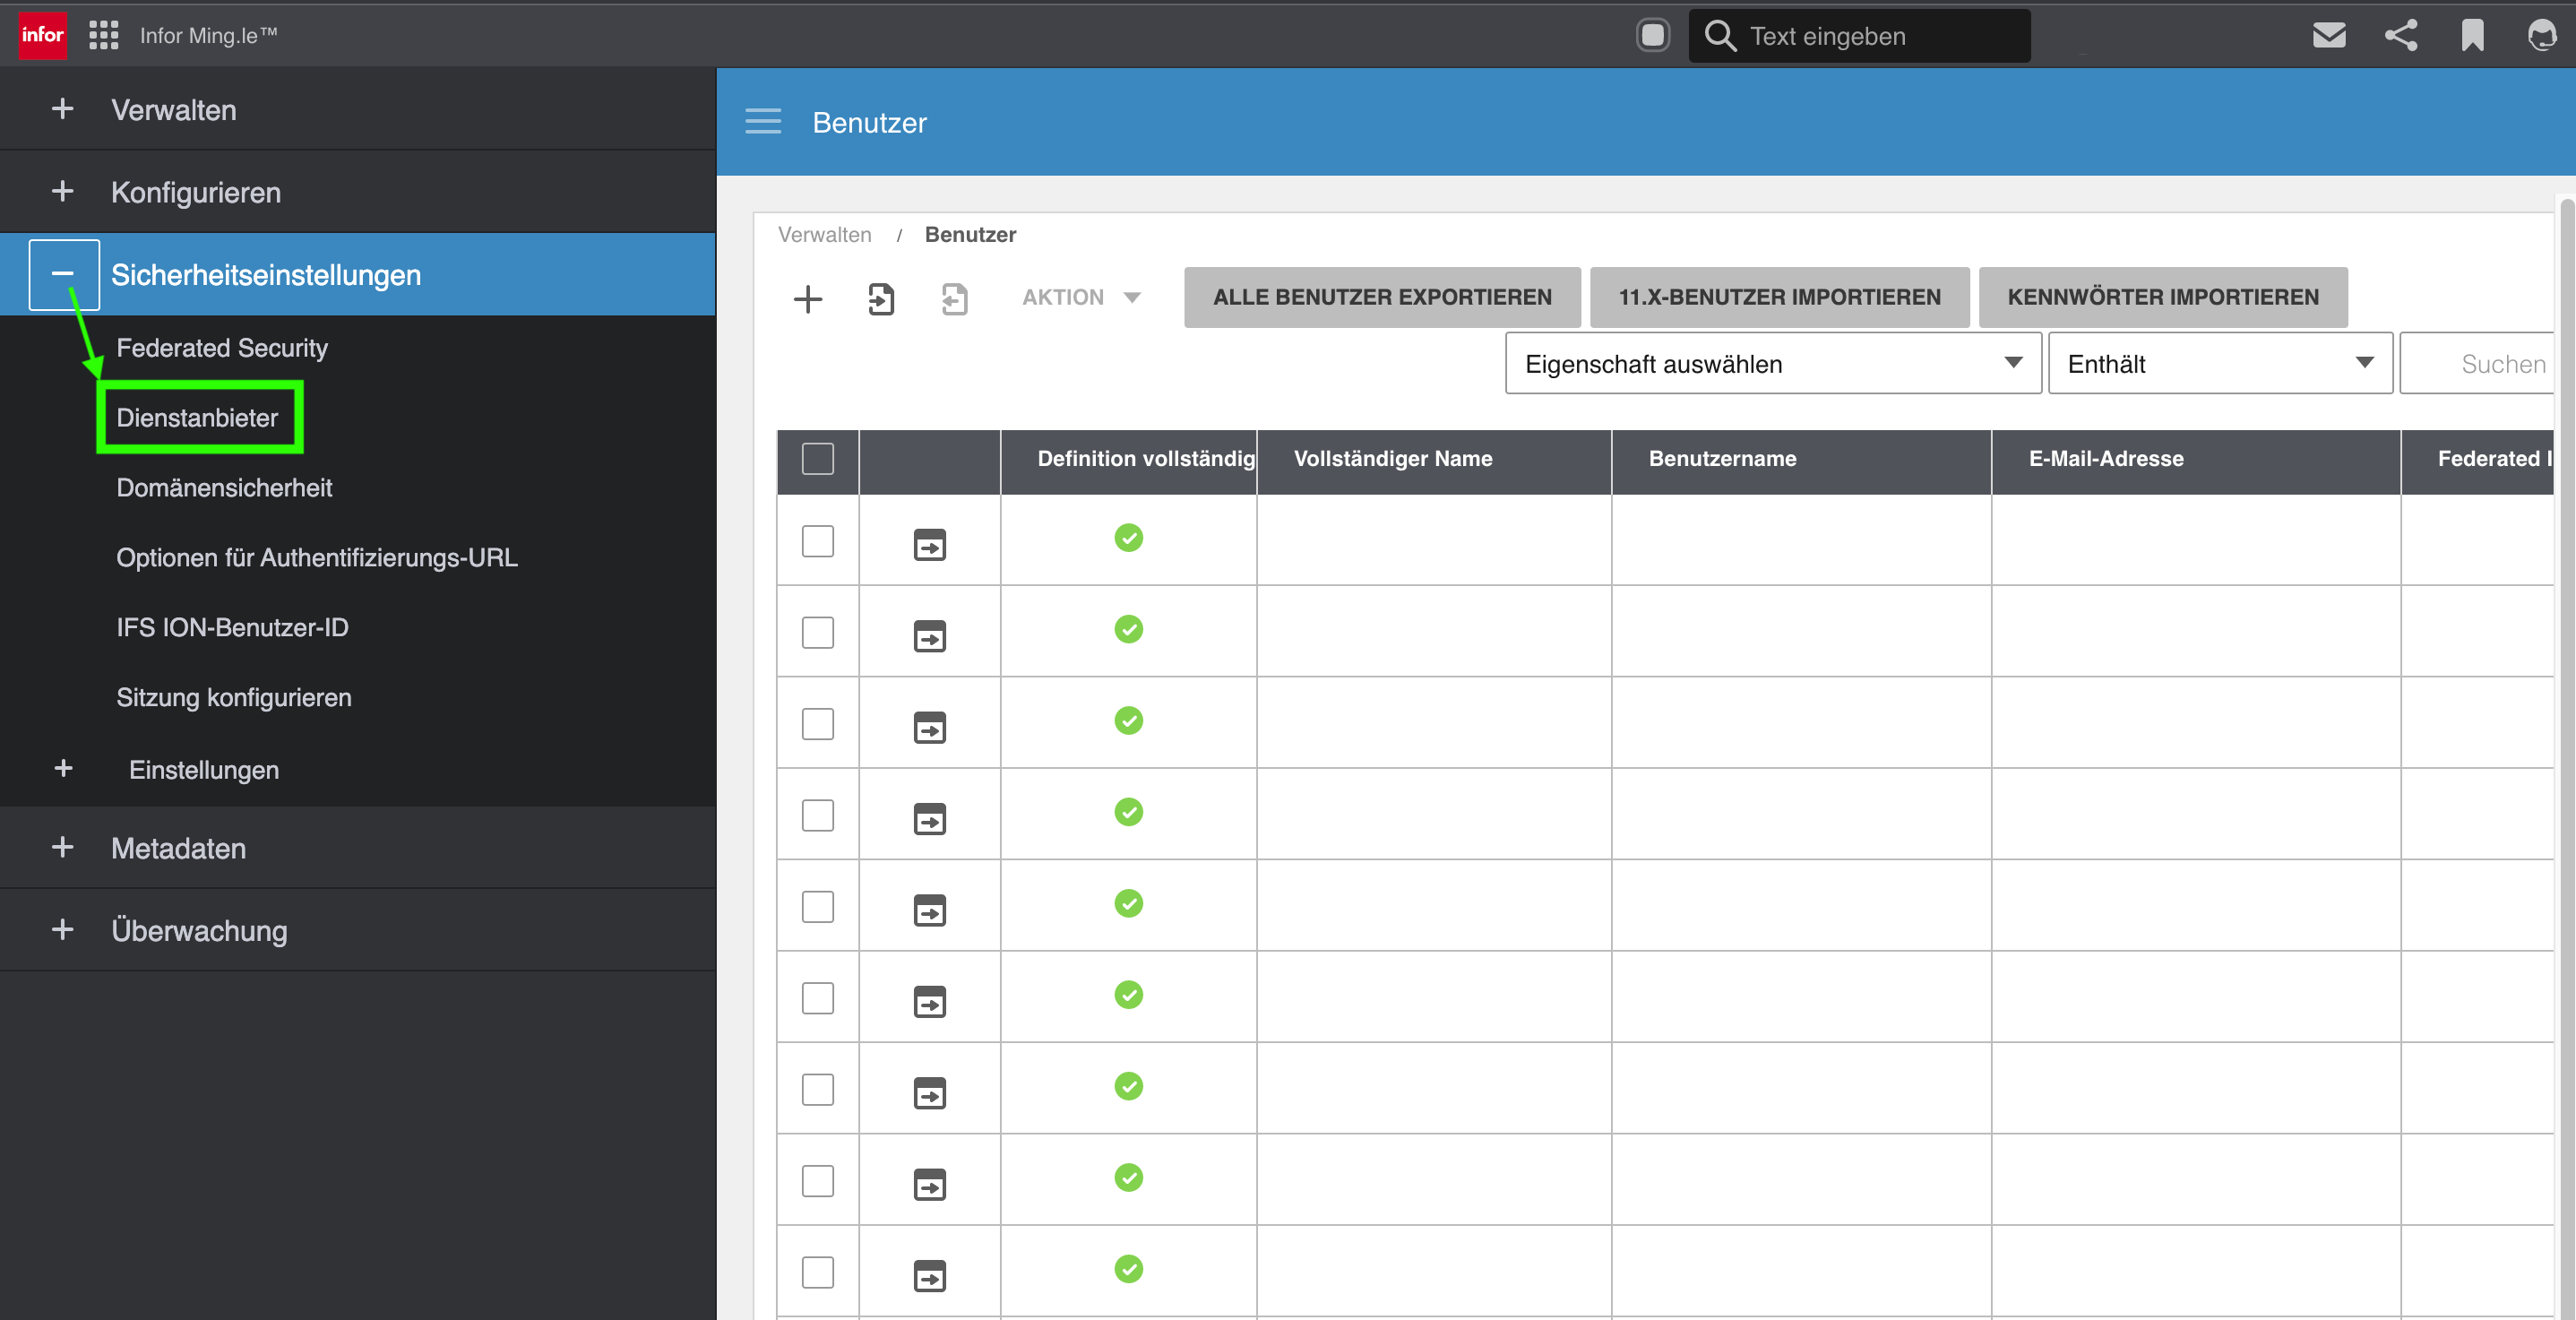 infor
Infor Ming.le™
Text eingeben
Verwalten
Konfigurieren
Sicherheitseinstellungen
Federated Security
Dienstanbieter
Domänensicherheit
Optionen für Authentifizierungs-URL
IFS ION-Benutzer-ID
Sitzung konfigurieren
Einstellungen
Metadaten
Überwachung
Benutzer
Verwalten / Benutzer
AKTION
ALLE BENUTZER EXPORTIEREN
11.X-BENUTZER IMPORTIEREN
KENNWÖRTER IMPORTIEREN
Eigenschaft auswählen
Enthält
Suchen
Definition vollständig
Vollständiger Name
Benutzername
E-Mail-Adresse
Federated I